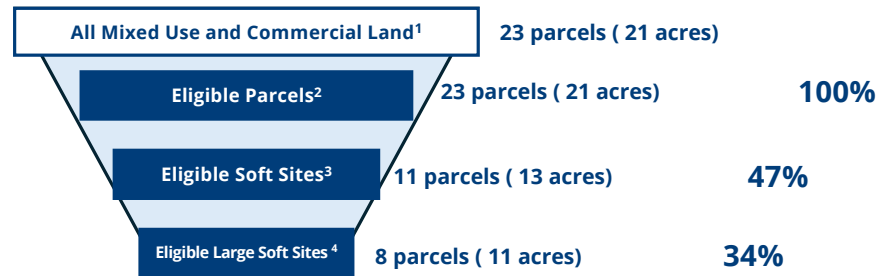 All Mixed Use and Commercial Land¹ 23 parcels ( 21 acres)
Eligible Parcels² 23 parcels ( 21 acres) 100%
Eligible Soft Sites³ 11 parcels ( 13 acres) 47%
Eligible Large Soft Sites ⁴ 8 parcels ( 11 acres) 34%